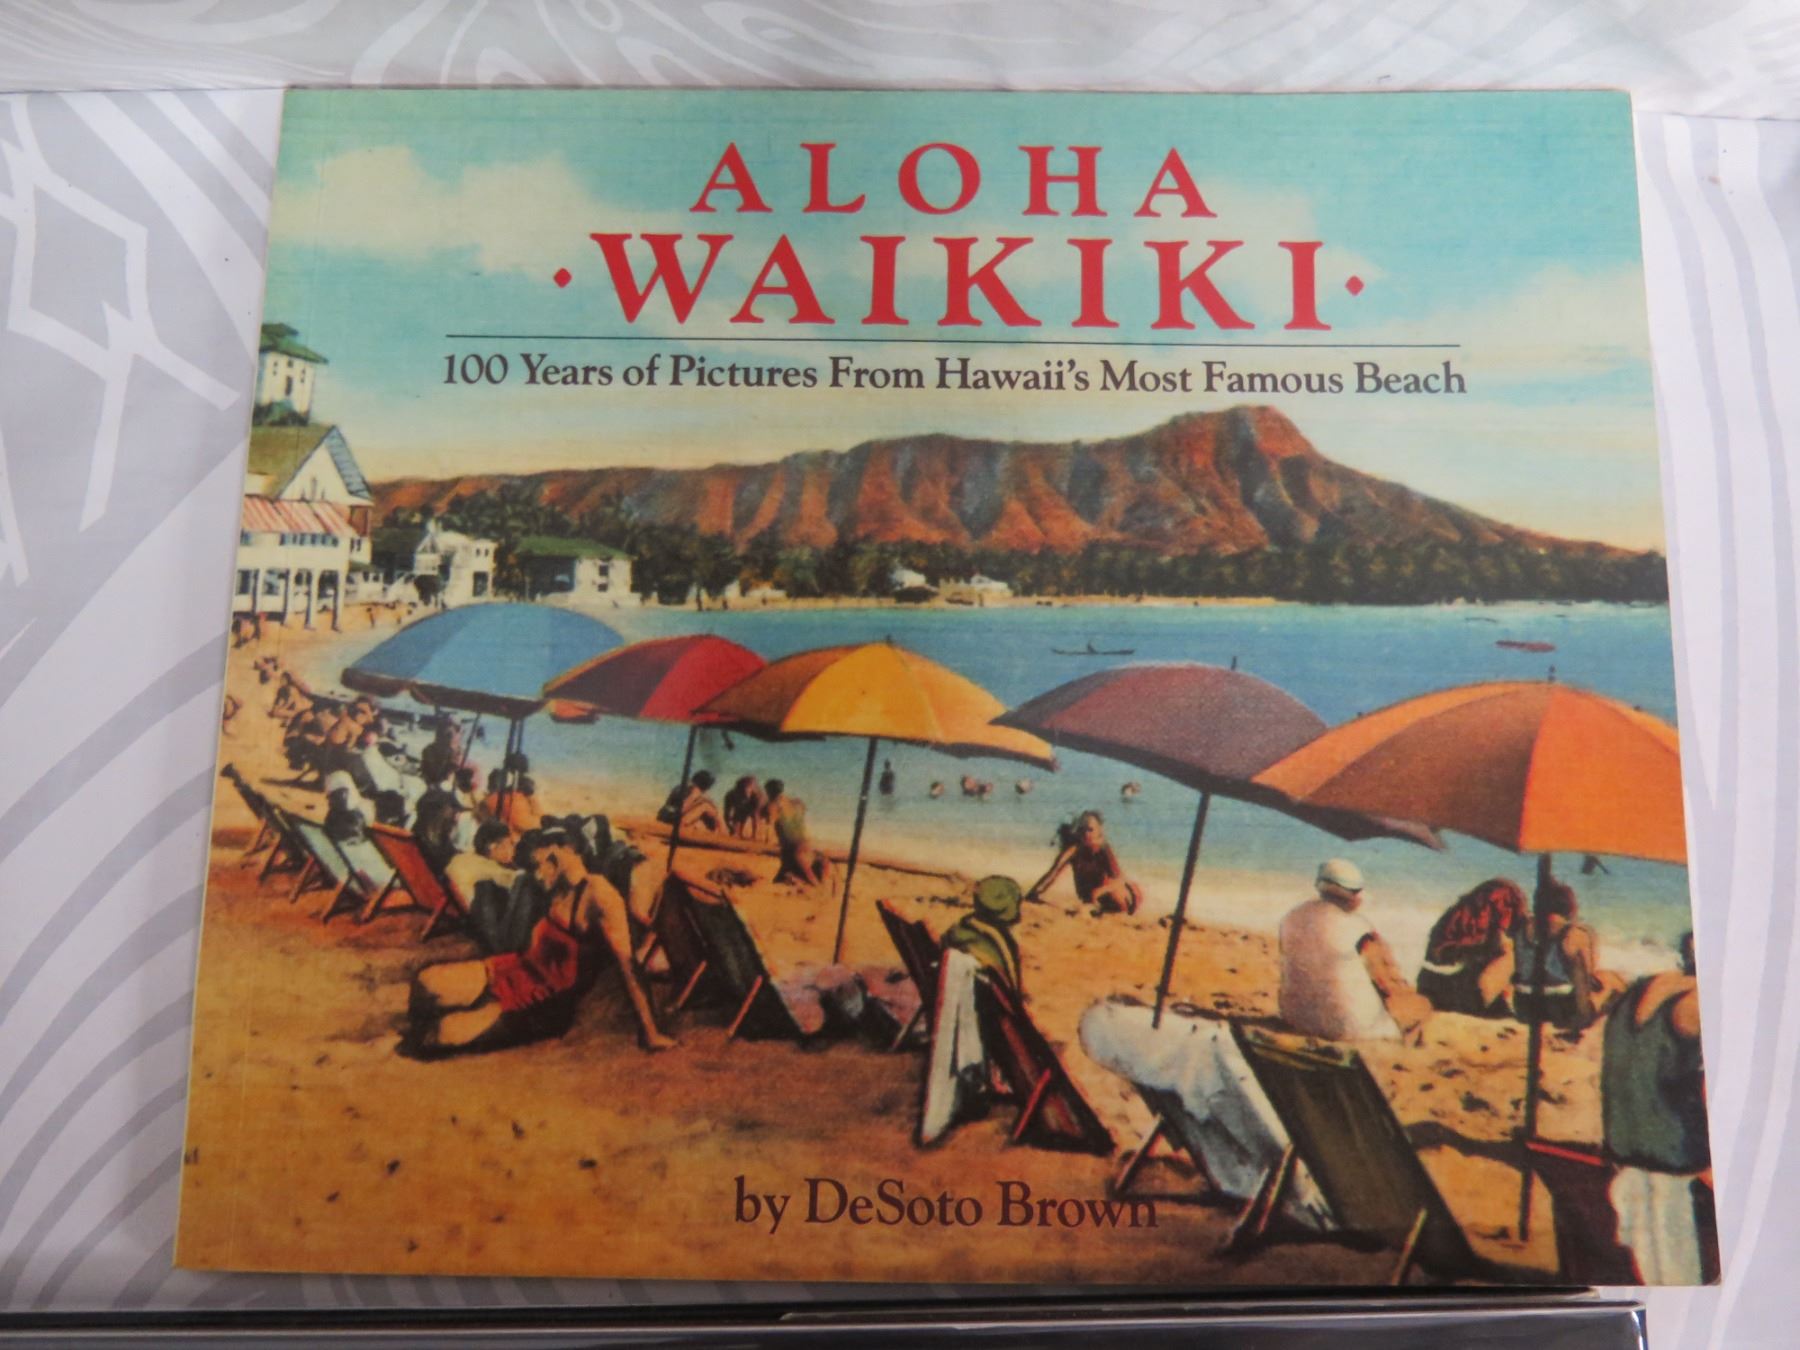 ALOHA
• WAIKIKI •
100 Years of Pictures From Hawaii's Most Famous Beach
by DeSoto Brown